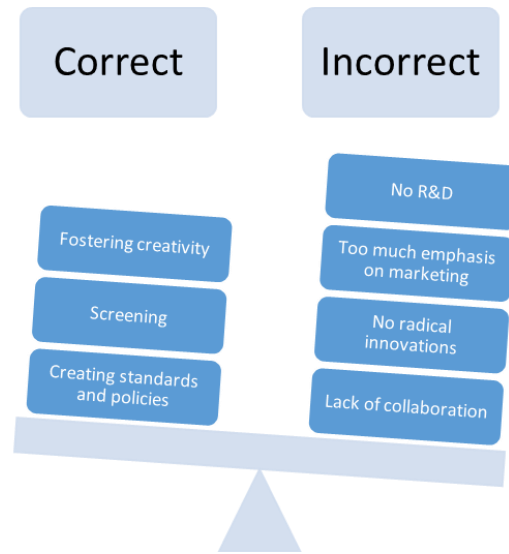 Correct
Incorrect
Fostering creativity
Screening
Creating standards
and policies
No R&D
Too much emphasis
on marketing
No radical
innovations
Lack of collaboration